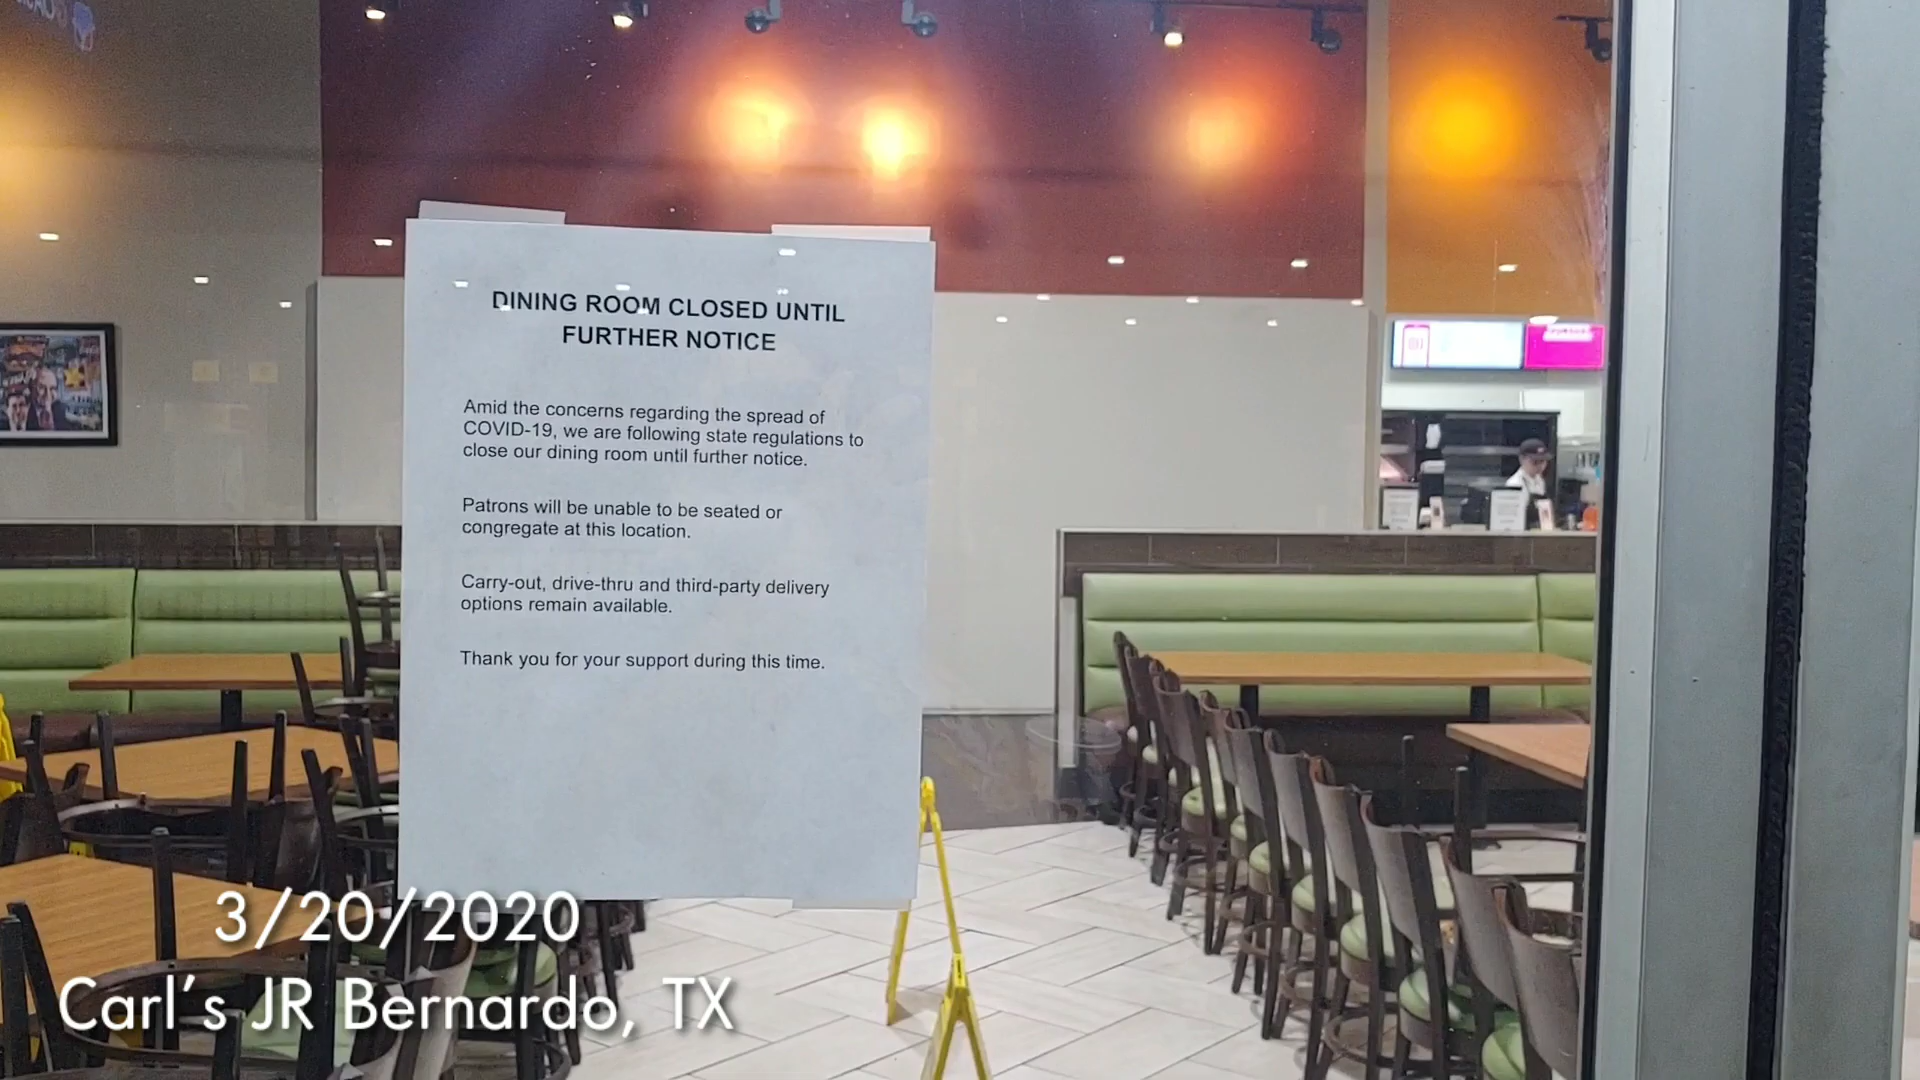 DINING ROOM CLOSED UNTIL
FURTHER NOTICE
Amid the concerns regarding the spread of
COVID-19, we are following state regulations to
close our dining room until further notice.
Patrons will be unable to be seated or
congregate at this location.
Carry-out, drive-thru and third-party delivery
options remain available.
Thank you for your support during this time.
3/20/2020
Carl's JR Bernardo, TX